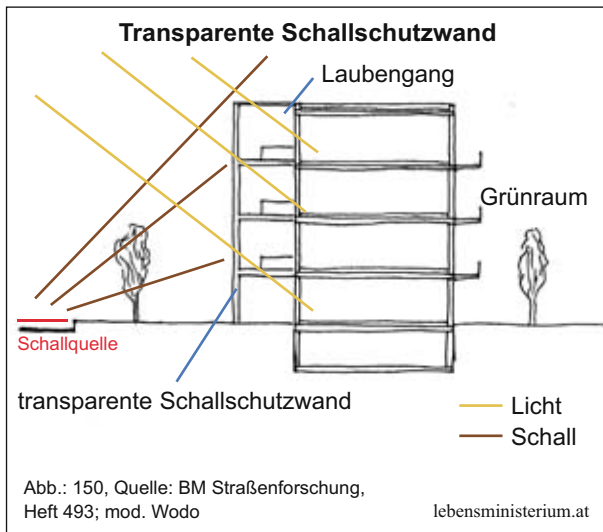 Transparente Schallschutzwand
Laubengang
Grünraum
Schallquelle
transparente Schallschutzwand
Licht
Schall
Abb.: 150, Quelle: BM Straßenforschung,
Heft 493; mod. Wodo
lebensministerium.at